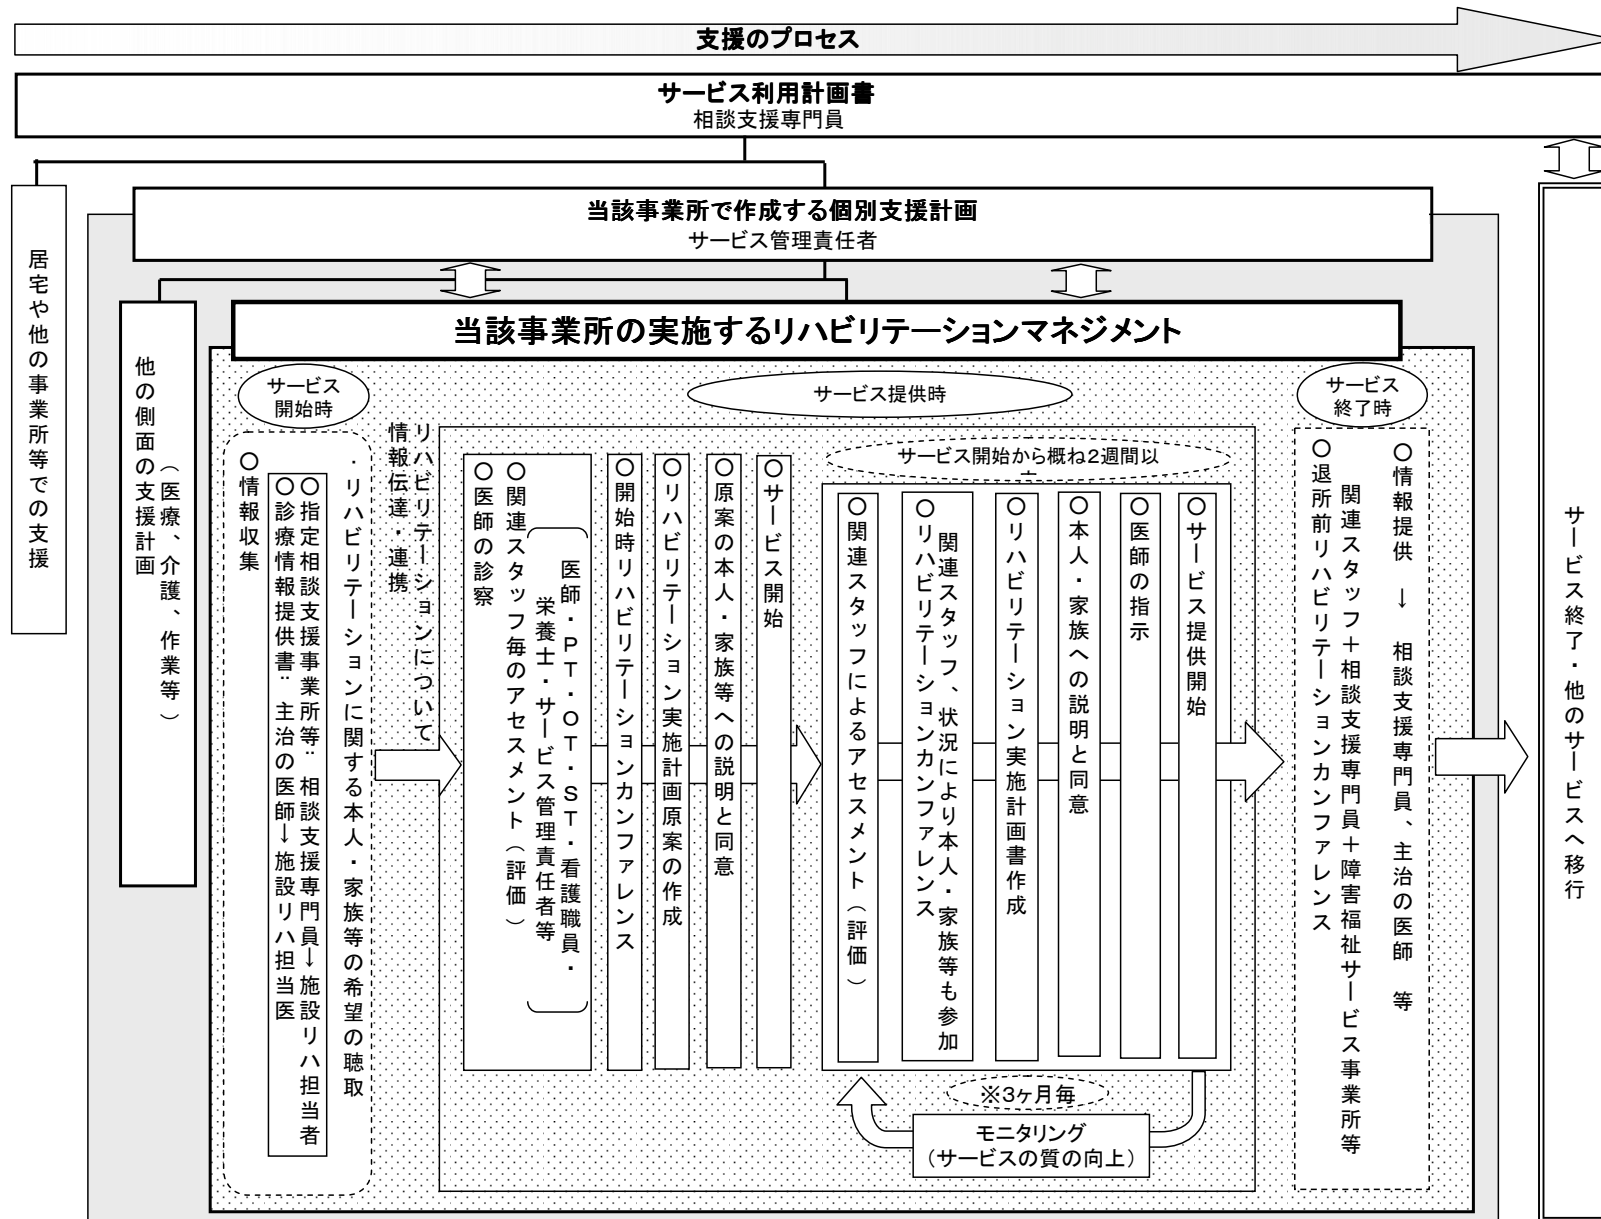 支援のプロセス
サービス利用計画書
相談支援専門員
当該事業所で作成する個別支援計画
サービス管理責任者
居宅や他の事業所等での支援
他の側面の支援計画
（医療、介護、作業等）
当該事業所の実施するリハビリテーションマネジメント
サービス
開始時
サービス提供時
サービス
終了時
・リハビリテーションに関する本人・家族等の希望の聴取
○指定相談支援事業所等：相談支援専門員→施設リハ担当者
○診療情報提供書：主治の医師→施設リハ担当医
○情報収集
リハビリテーションについて
情報伝達・連携
医師・PT・OT・ST・看護職員・
栄養士・サービス管理責任者等
○関連スタッフ毎のアセスメント（評価）
○医師の診察
○開始時リハビリテーションカンファレンス
○リハビリテーション実施計画原案の作成
○原案の本人・家族等への説明と同意
○サービス開始
サービス開始から概ね2週間以
○関連スタッフによるアセスメント（評価）
関連スタッフ、状況により本人・家族等も参加
○リハビリテーションカンファレンス
○リハビリテーション実施計画書作成
○本人・家族への説明と同意
○医師の指示
○サービス提供開始
※3ヶ月毎
モニタリング
（サービスの質の向上）
○情報提供 → 相談支援専門員、主治の医師 等
関連スタッフ＋相談支援専門員＋障害福祉サービス事業所等
○退所前リハビリテーションカンファレンス
サービス終了・他のサービスへ移行